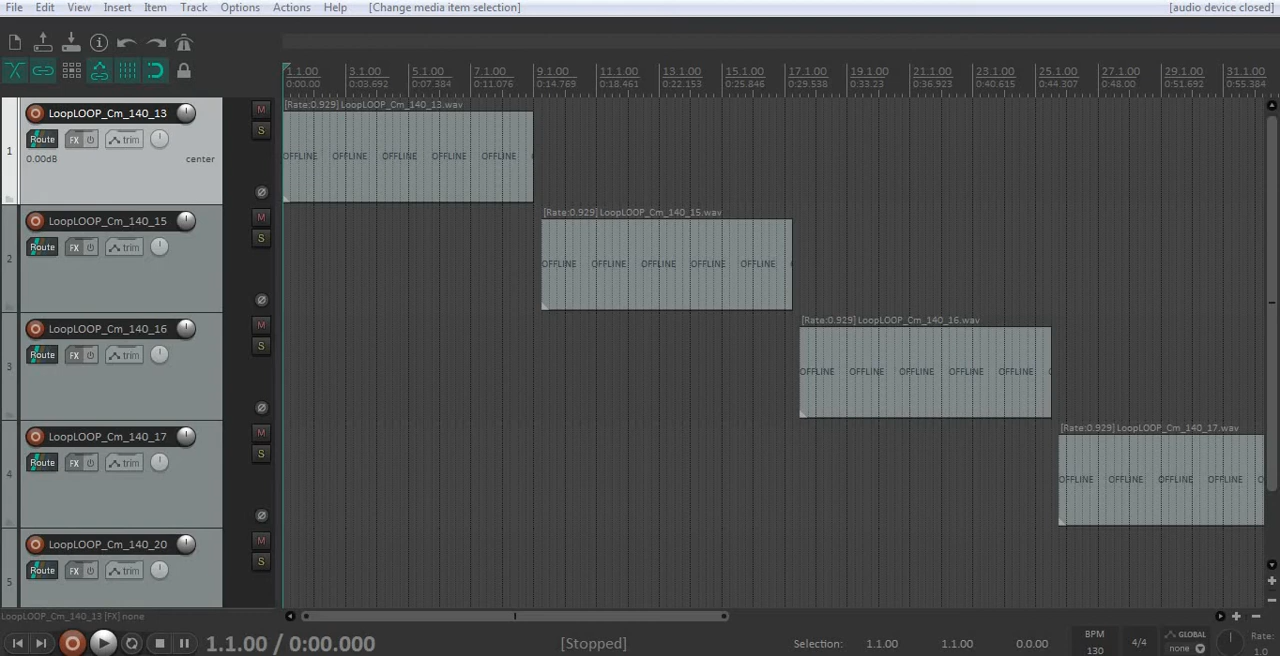 File Edit View Insert Item Track Options Actions Help [Change media item selection] [audio device closed]
1.1.00 3.1.00 5.1.00 7.1.00 9.1.00 11.1.00 13.1.00 15.1.00 17.1.00 19.1.00 21.1.00 23.1.00 25.1.00 27.1.00 29.1.00 31.1.00
0:00.00 0:03.692 0:07.384 0:11.076 0:14.769 0:18.461 0:22.153 0:25.846 0:29.538 0:33.23 0:36.923 0:40.615 0:44.307 0:48.00 0:51.692 0:55.384
1 LoopLOOP_Cm_140_13 M
Route FX trim S
0.00dB center
[Rate:0.929] LoopLOOP_Cm_140_13.wav
OFFLINE OFFLINE OFFLINE OFFLINE OFFLINE
2 LoopLOOP_Cm_140_15 M
Route FX trim S
[Rate:0.929] LoopLOOP_Cm_140_15.wav
OFFLINE OFFLINE OFFLINE OFFLINE OFFLINE
3 LoopLOOP_Cm_140_16 M
Route FX trim S
[Rate:0.929] LoopLOOP_Cm_140_16.wav
OFFLINE OFFLINE OFFLINE OFFLINE OFFLINE
4 LoopLOOP_Cm_140_17 M
Route FX trim S
[Rate:0.929] LoopLOOP_Cm_140_17.wav
OFFLINE OFFLINE OFFLINE OFFLINE
5 LoopLOOP_Cm_140_20 M
Route FX trim S
LoopLOOP_Cm_140_13 [FX] none
1.1.00 / 0:00.000 [Stopped] Selection: 1.1.00 1.1.00 0.0.00 BPM 130 4/4 GLOBAL none Rate: 1.0